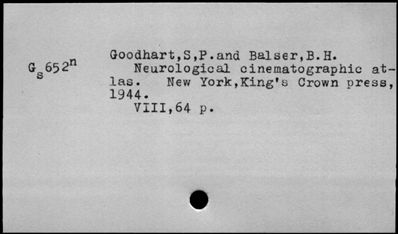 Goodhart,S,P.and Balser,B.H.
Gs652n
Neurological cinematographic at-
las. New York,King's Crown press,
1944.
VIII,64 p.